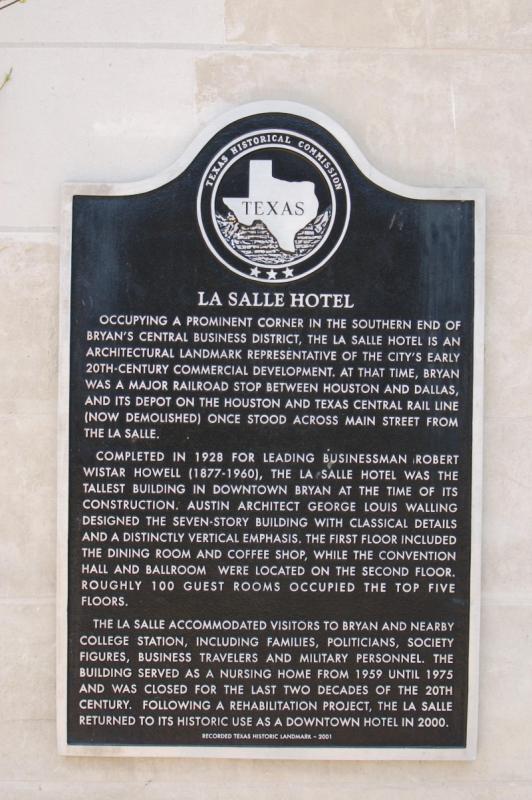 TEXAS HISTORICAL COMMISSION
TEXAS
LA SALLE HOTEL
OCCUPYING A PROMINENT CORNER IN THE SOUTHERN END OF
BRYAN'S CENTRAL BUSINESS DISTRICT, THE LA SALLE HOTEL IS AN
ARCHITECTURAL LANDMARK REPRESENTATIVE OF THE CITY'S EARLY
20TH-CENTURY COMMERCIAL DEVELOPMENT. AT THAT TIME, BRYAN
WAS A MAJOR RAILROAD STOP BETWEEN HOUSTON AND DALLAS,
AND ITS DEPOT ON THE HOUSTON AND TEXAS CENTRAL RAIL LINE
(NOW DEMOLISHED) ONCE STOOD ACROSS MAIN STREET FROM
THE LA SALLE.
COMPLETED IN 1928 FOR LEADING BUSINESSMAN ROBERT
WISTAR HOWELL (1877-1960), THE LA SALLE HOTEL WAS THE
TALLEST BUILDING IN DOWNTOWN BRYAN AT THE TIME OF ITS
CONSTRUCTION. AUSTIN ARCHITECT GEORGE LOUIS WALLING
DESIGNED THE SEVEN-STORY BUILDING WITH CLASSICAL DETAILS
AND A DISTINCTLY VERTICAL EMPHASIS. THE FIRST FLOOR INCLUDED
THE DINING ROOM AND COFFEE SHOP, WHILE THE CONVENTION
HALL AND BALLROOM WERE LOCATED ON THE SECOND FLOOR.
ROUGHLY 100 GUEST ROOMS OCCUPIED THE TOP FIVE
FLOORS.
THE LA SALLE ACCOMMODATED VISITORS TO BRYAN AND NEARBY
COLLEGE STATION, INCLUDING FAMILIES, POLITICIANS, SOCIETY
FIGURES, BUSINESS TRAVELERS AND MILITARY PERSONNEL. THE
BUILDING SERVED AS A NURSING HOME FROM 1959 UNTIL 1975
AND WAS CLOSED FOR THE LAST TWO DECADES OF THE 20TH
CENTURY. FOLLOWING A REHABILITATION PROJECT, THE LA SALLE
RETURNED TO ITS HISTORIC USE AS A DOWNTOWN HOTEL IN 2000.
RECORDED TEXAS HISTORIC LANDMARK - 2001